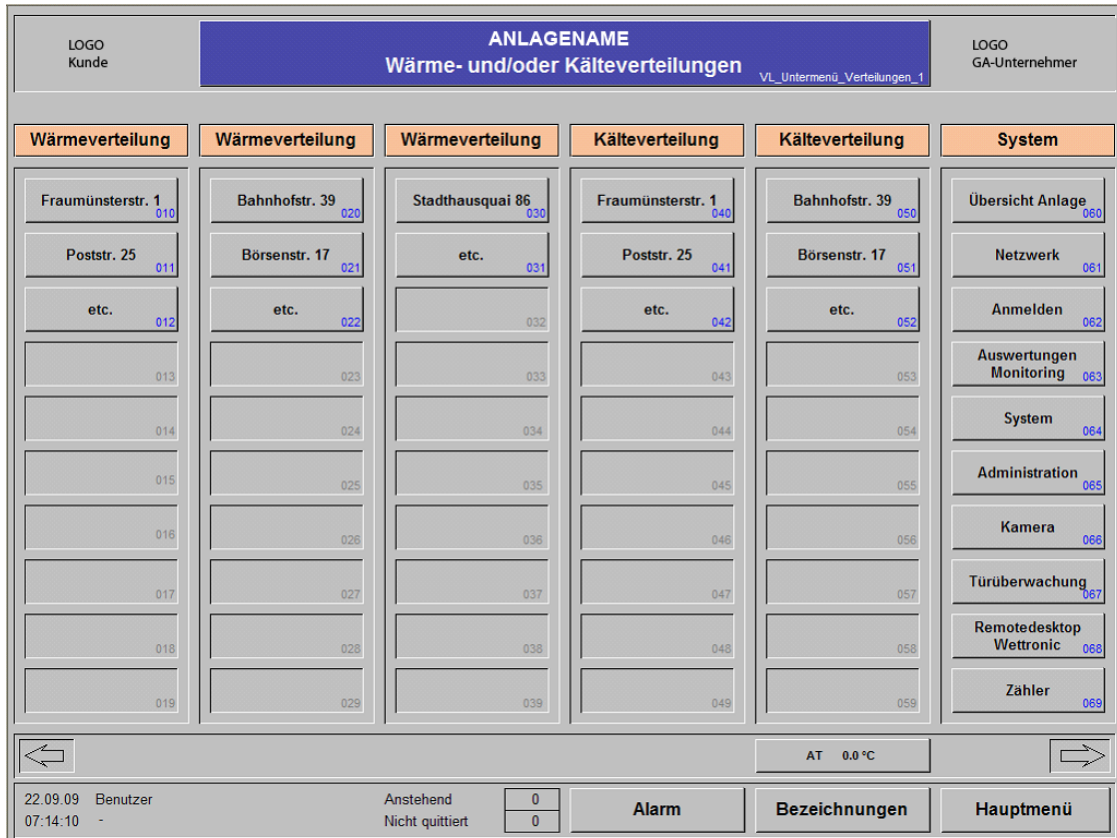 LOGO
Kunde
ANLAGENAME
Wärme- und/oder Kälteverteilungen
VL_Untermenü_Verteilungen_1
LOGO
GA-Unternehmer
Wärmeverteilung
Wärmeverteilung
Wärmeverteilung
Kälteverteilung
Kälteverteilung
System
Fraumünsterstr. 1
010
Bahnhofstr. 39
020
Stadthausquai 86
030
Fraumünsterstr. 1
040
Bahnhofstr. 39
050
Übersicht Anlage
060
Poststr. 25
011
Börsenstr. 17
021
etc.
031
Poststr. 25
041
Börsenstr. 17
051
Netzwerk
061
etc.
012
etc.
022
032
etc.
042
etc.
052
Anmelden
062
013
023
033
043
053
Auswertungen
Monitoring
063
014
024
034
044
054
System
064
015
025
035
045
055
Administration
065
016
026
036
046
056
Kamera
066
017
027
037
047
057
Türüberwachung
067
018
028
038
048
058
Remotedesktop
Wettronic
068
019
029
039
049
059
Zähler
069
AT 0.0 °C
22.09.09 Benutzer
07:14:10 -
Anstehend 0
Nicht quittiert 0
Alarm
Bezeichnungen
Hauptmenü